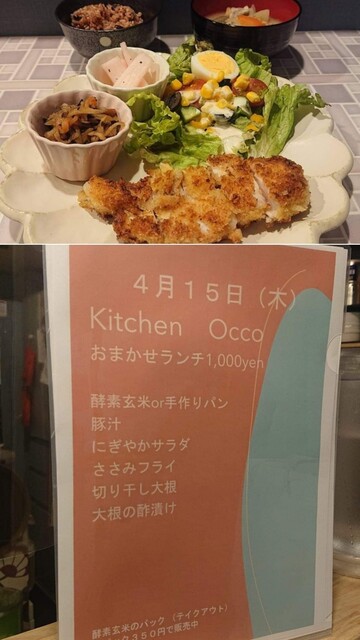 4月15日（木）
Kitchen Occo
おまかせランチ1,000yen
酵素玄米or手作りパン
豚汁
にぎやかサラダ
ささみフライ
切り干し大根
大根の酢漬け
酵素玄米のパック（テイクアウト）
ック350円で販売中